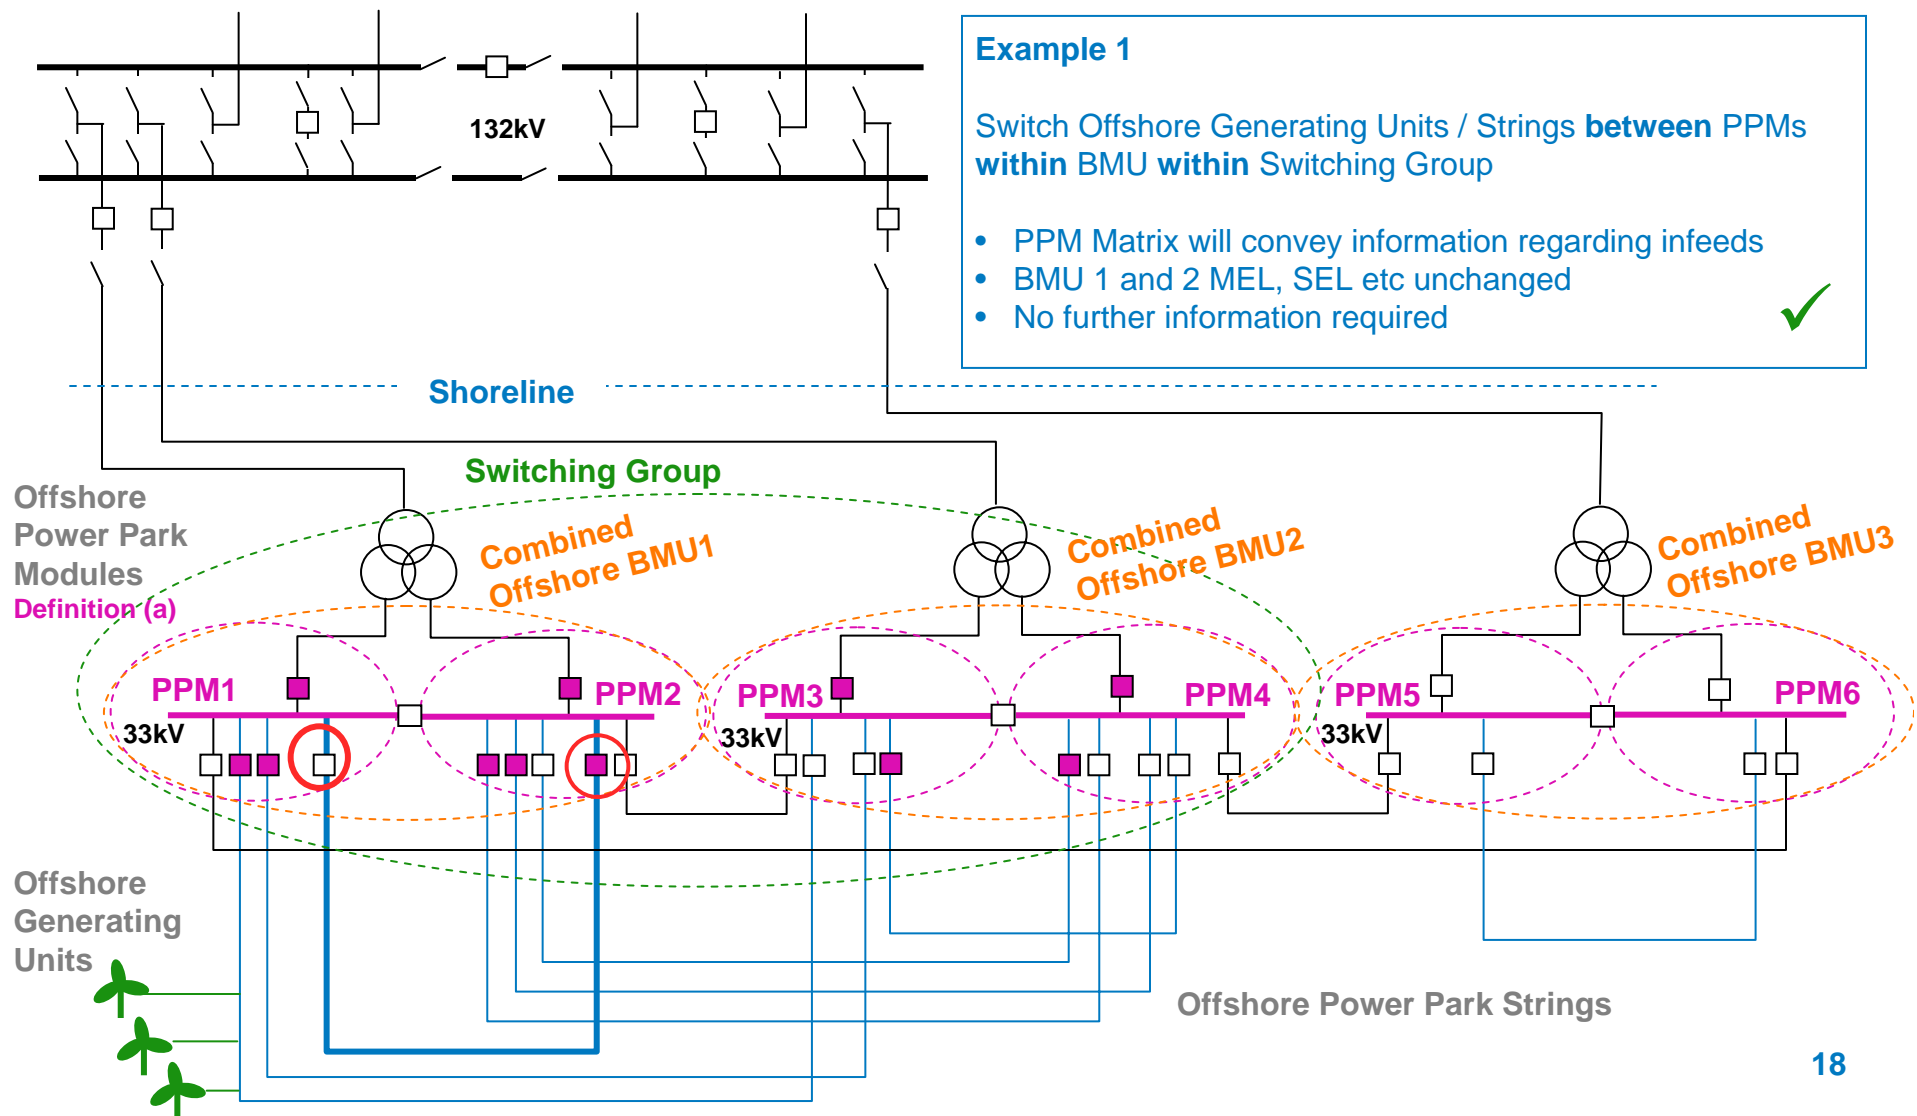 Example 1
Switch Offshore Generating Units / Strings between PPMs
within BMU within Switching Group
• PPM Matrix will convey information regarding infeeds
• BMU 1 and 2 MEL, SEL etc unchanged
• No further information required
132kV
Shoreline
Switching Group
Offshore
Power Park
Modules
Definition (a)
Combined
Offshore BMU1
Combined
Offshore BMU2
Combined
Offshore BMU3
PPM1
PPM2
PPM3
PPM4
PPM5
PPM6
33kV
33kV
33kV
Offshore
Generating
Units
Offshore Power Park Strings
18